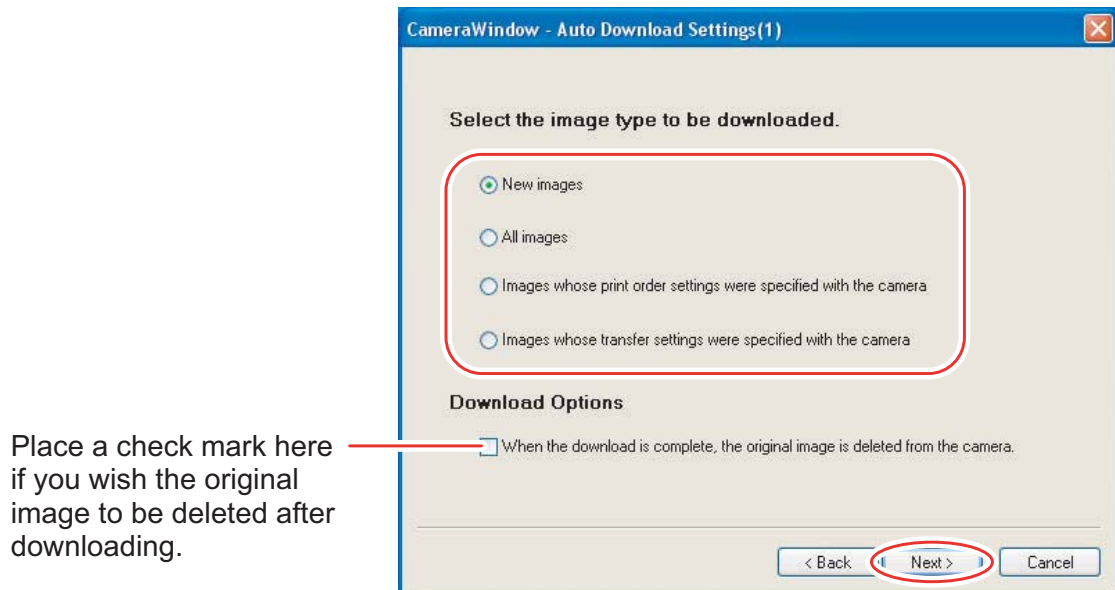 CameraWindow - Auto Download Settings(1)
Select the image type to be downloaded.
New images
All images
Images whose print order settings were specified with the camera
Images whose transfer settings were specified with the camera
Download Options
When the download is complete, the original image is deleted from the camera.
Place a check mark here
if you wish the original
image to be deleted after
downloading.
< Back
Next >
Cancel